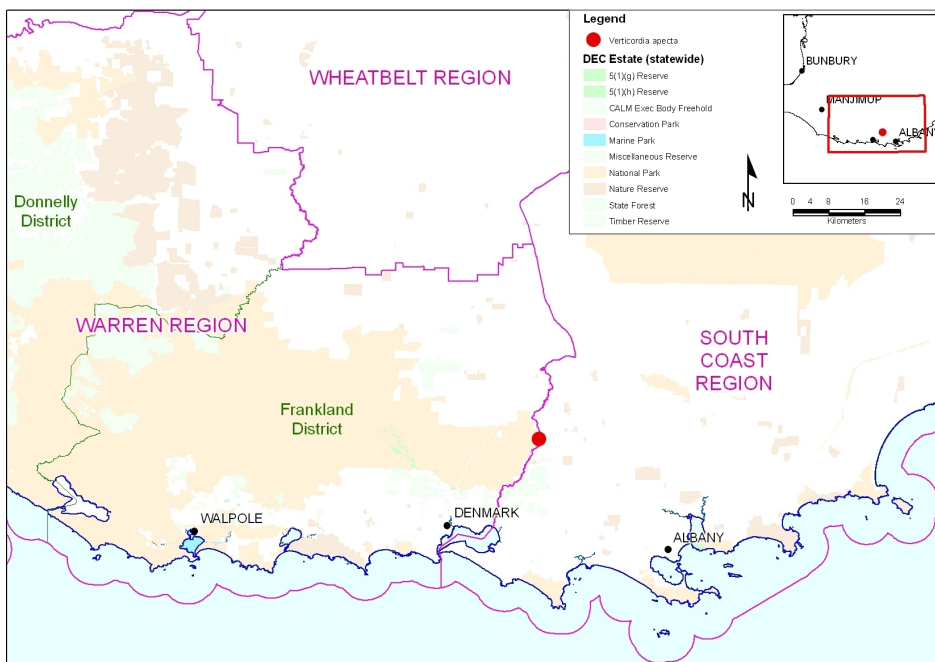 WHEATBELT REGION
Donnelly
District
WARREN REGION
Frankland
District
SOUTH
COAST
REGION
WALPOLE
DENMARK
ALBANY
Legend
Verticordia apecta
DEC Estate (statewide)
5(1)(g) Reserve
5(1)(h) Reserve
CALM Exec Body Freehold
Conservation Park
Marine Park
Miscellaneous Reserve
National Park
Nature Reserve
State Forest
Timber Reserve
N
0 4 8 16 24
Kilometers
BUNBURY
MANJIMUP
ALBANY